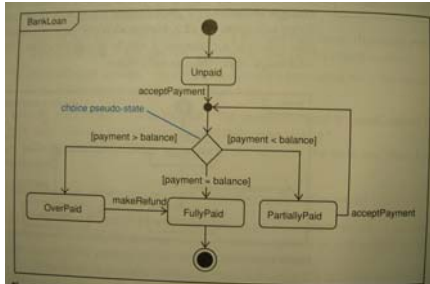 BankLoan
Unpaid
acceptPayment
choice pseudo-state
[payment > balance]
[payment < balance]
[payment = balance]
OverPaid
makeRefund
FullyPaid
PartiallyPaid
acceptPayment